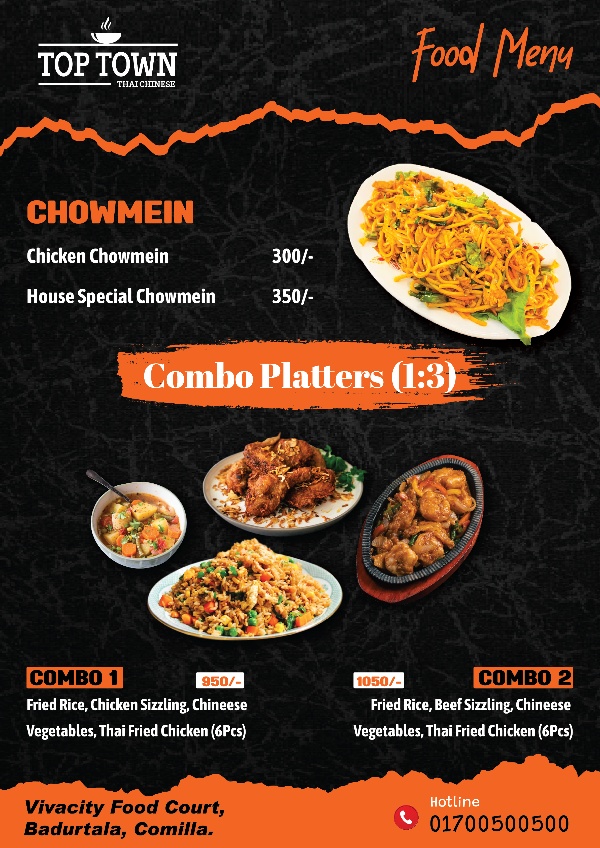 TOP TOWN
THAI CHINESE
Food Menu
CHOWMEIN
Chicken Chowmein 300/-
House Special Chowmein 350/-
Combo Platters (1:3)
COMBO 1 950/-
Fried Rice, Chicken Sizzling, Chineese
Vegetables, Thai Fried Chicken (6Pcs)
1050/- COMBO 2
Fried Rice, Beef Sizzling, Chineese
Vegetables, Thai Fried Chicken (6Pcs)
Vivacity Food Court,
Badurtala, Comilla.
Hotline
01700500500